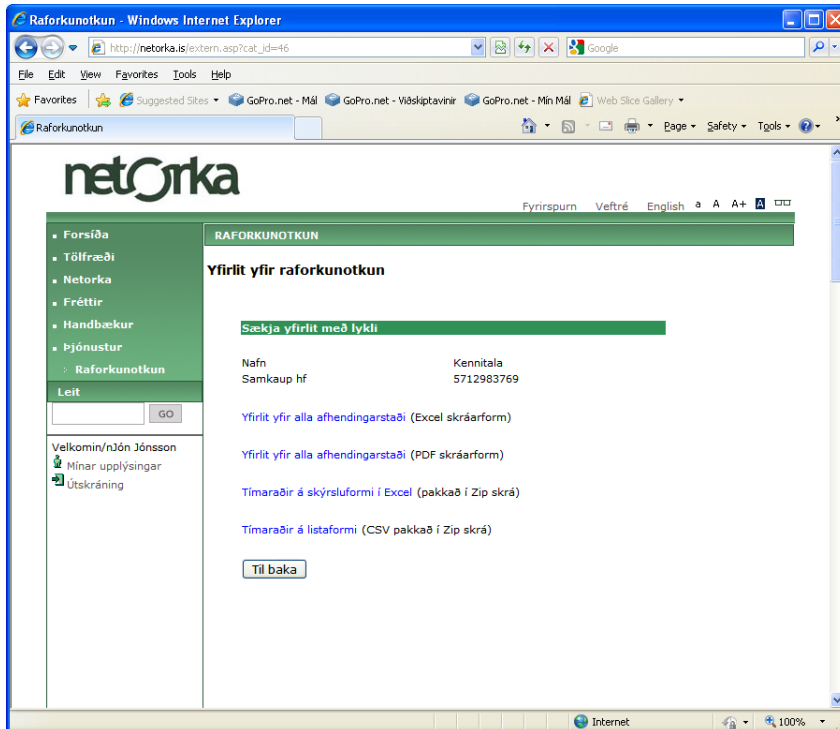 Raforkunotkun - Windows Internet Explorer
http://netorka.is/extern.asp?cat_id=46
Google
File Edit View Favorites Tools Help
Favorites Suggested Sites GoPro.net - Mál GoPro.net - Viðskiptavinir GoPro.net - Mín Mál Web Slice Gallery
Raforkunotkun
Page Safety Tools
netorka
Fyrirspurn Veftré English a A A+ A
Forsíða
Tölfræði
Netorka
Fréttir
Handbækur
Þjónustur
Raforkunotkun
Leit
GO
Velkomin/nJón Jónsson
Mínar upplýsingar
Útskráning
RAFORKUNOTKUN
Yfirlit yfir raforkunotkun
Sækja yfirlit með lykli
Nafn Kennitala
Samkaup hf 5712983769
Yfirlit yfir alla afhendingarstaði (Excel skráarform)
Yfirlit yfir alla afhendingarstaði (PDF skráarform)
Tímaraðir á skýrsluformi í Excel (pakkað í Zip skrá)
Tímaraðir á listaformi (CSV pakkað í Zip skrá)
Til baka
Internet 100%